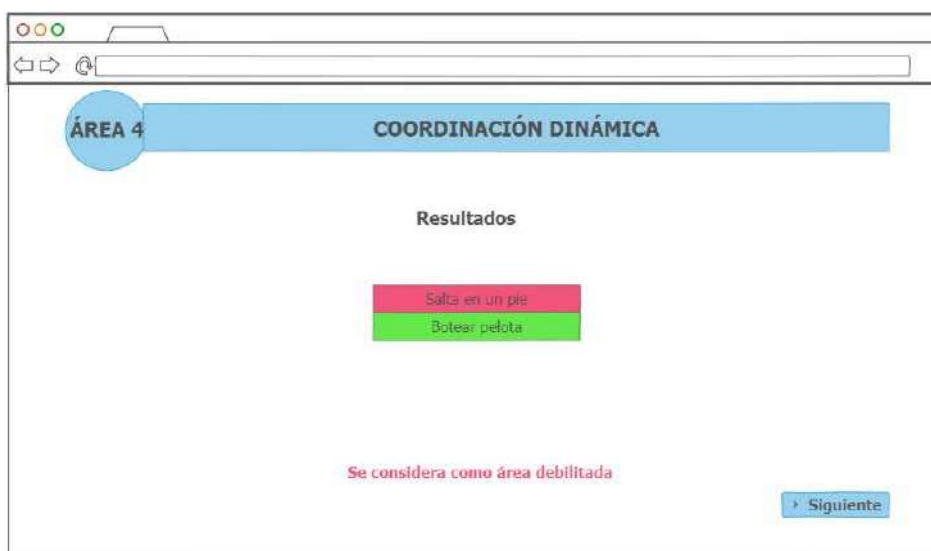 ÁREA 4
COORDINACIÓN DINÁMICA
Resultados
Salta en un pie
Botear pelota
Se considera como área debilitada
› Siguiente